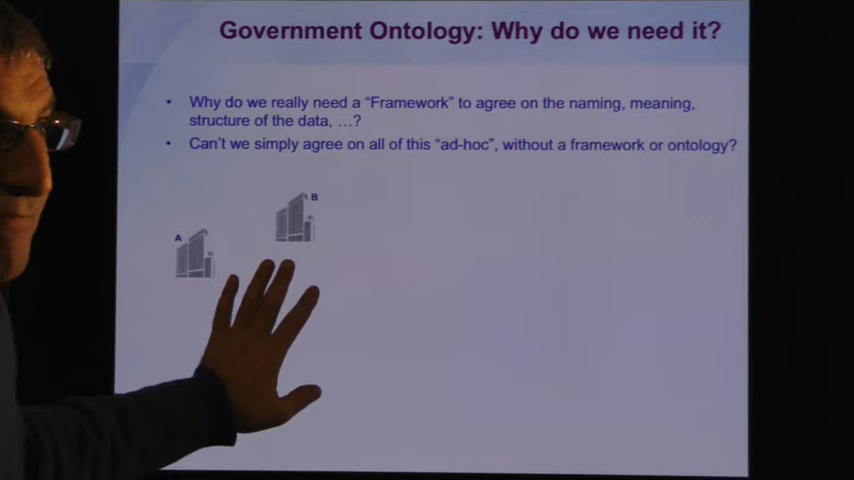 Government Ontology: Why do we need it?
• Why do we really need a “Framework” to agree on the naming, meaning,
structure of the data, …?
• Can’t we simply agree on all of this “ad-hoc”, without a framework or ontology?
B
A